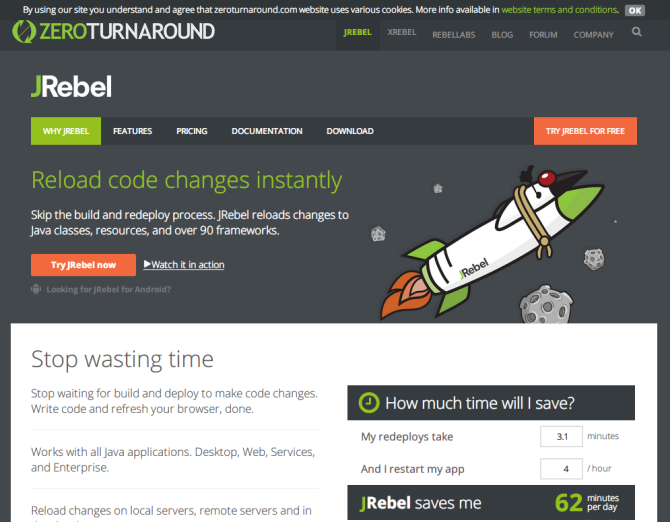 By using our site you understand and agree that zeroturnaround.com website uses various cookies. More info available in website terms and conditions. OK
ZEROTURNAROUND
JREBEL XREBEL REBELLABS BLOG FORUM COMPANY
JRebel
WHY JREBEL FEATURES PRICING DOCUMENTATION DOWNLOAD TRY JREBEL FOR FREE
Reload code changes instantly
Skip the build and redeploy process. JRebel reloads changes to
Java classes, resources, and over 90 frameworks.
Try JRebel now Watch it in action
Looking for JRebel for Android?
JRebel
Stop wasting time
Stop waiting for build and deploy to make code changes.
Write code and refresh your browser, done.
Works with all Java applications. Desktop, Web, Services,
and Enterprise.
Reload changes on local servers, remote servers and in
How much time will I save?
My redeploys take 3.1 minutes
And I restart my app 4 / hour
JRebel saves me 62 minutes
per day